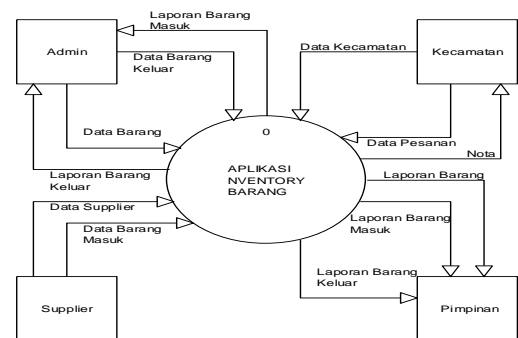 Laporan Barang
Masuk
Admin
Data Barang
Keluar
Data Kecamatan
Kecamatan
Data Barang
0
Data Pesanan
Nota
Laporan Barang
Keluar
APLIKASI
NVENTORY
BARANG
Laporan Barang
Data Supplier
Data Barang
Masuk
Laporan Barang
Masuk
Laporan Barang
Keluar
Supplier
Pimpinan